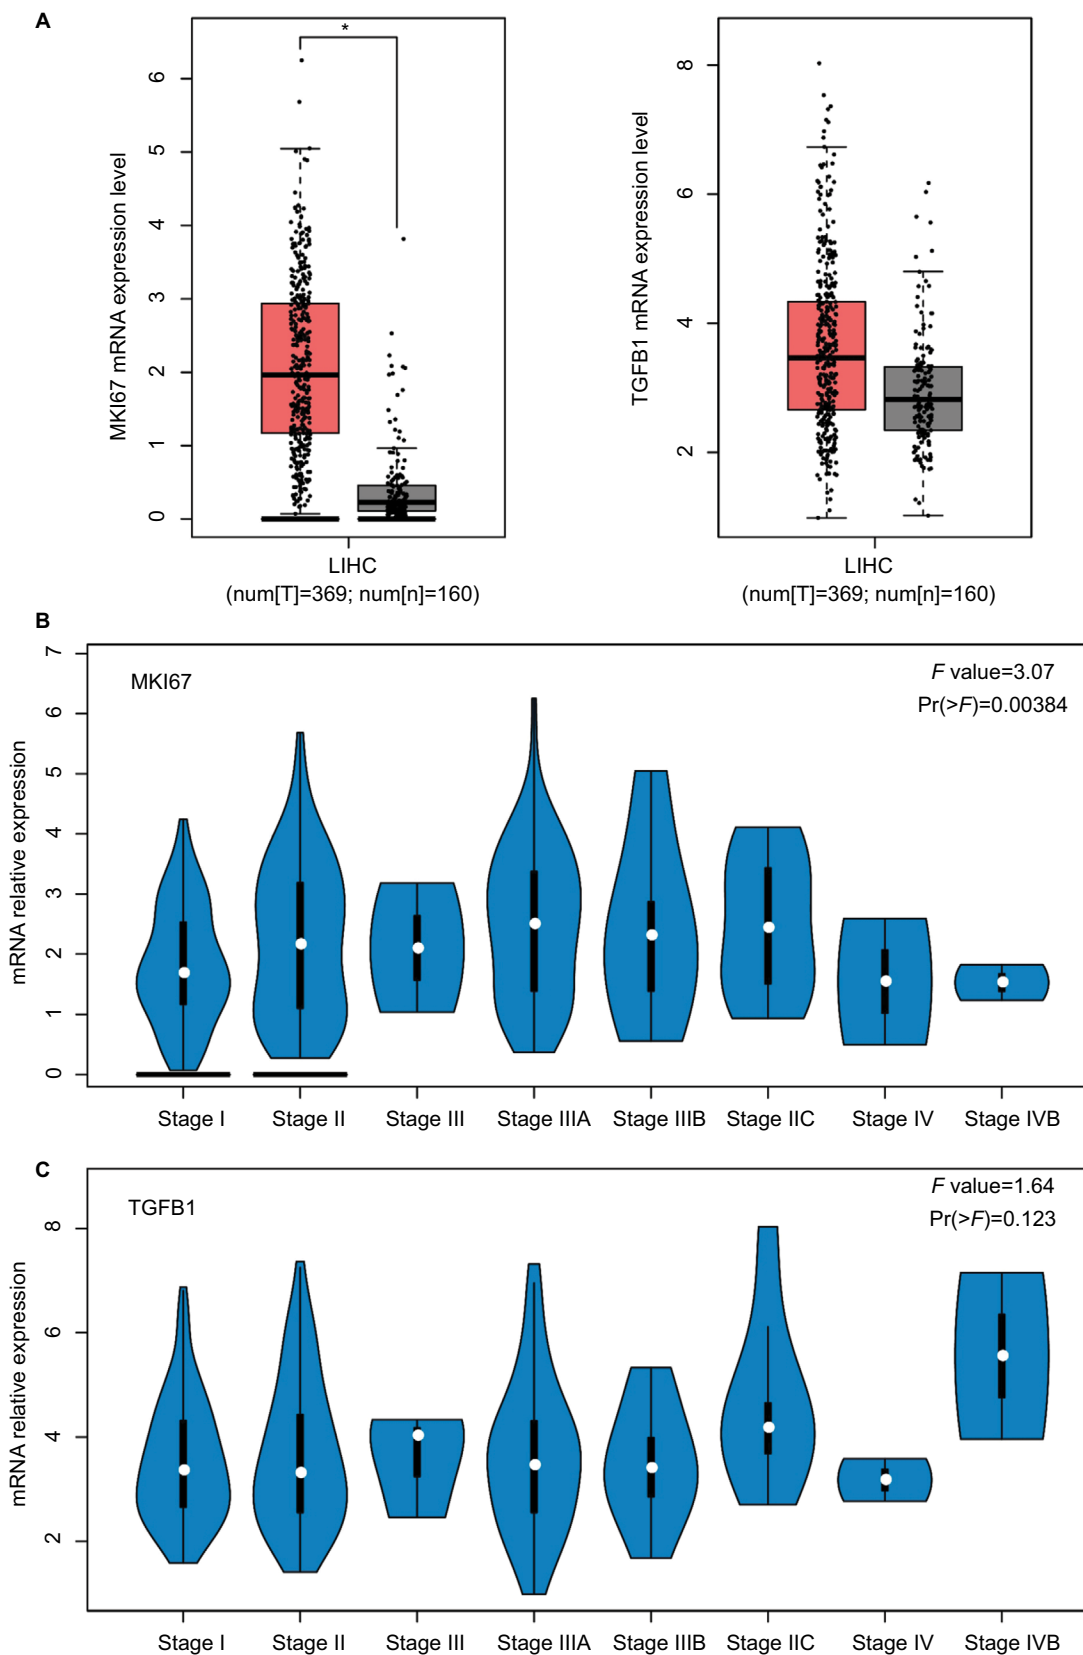 A
*
MKI67 mRNA expression level
0
1
2
3
4
5
6
LIHC
(num[T]=369; num[n]=160)
TGFB1 mRNA expression level
2
4
6
8
LIHC
(num[T]=369; num[n]=160)
B
MKI67
F value=3.07
Pr(>F)=0.00384
mRNA relative expression
0
1
2
3
4
5
6
7
Stage I
Stage II
Stage III
Stage IIIA
Stage IIIB
Stage IIC
Stage IV
Stage IVB
C
TGFB1
F value=1.64
Pr(>F)=0.123
mRNA relative expression
2
4
6
8
Stage I
Stage II
Stage III
Stage IIIA
Stage IIIB
Stage IIC
Stage IV
Stage IVB